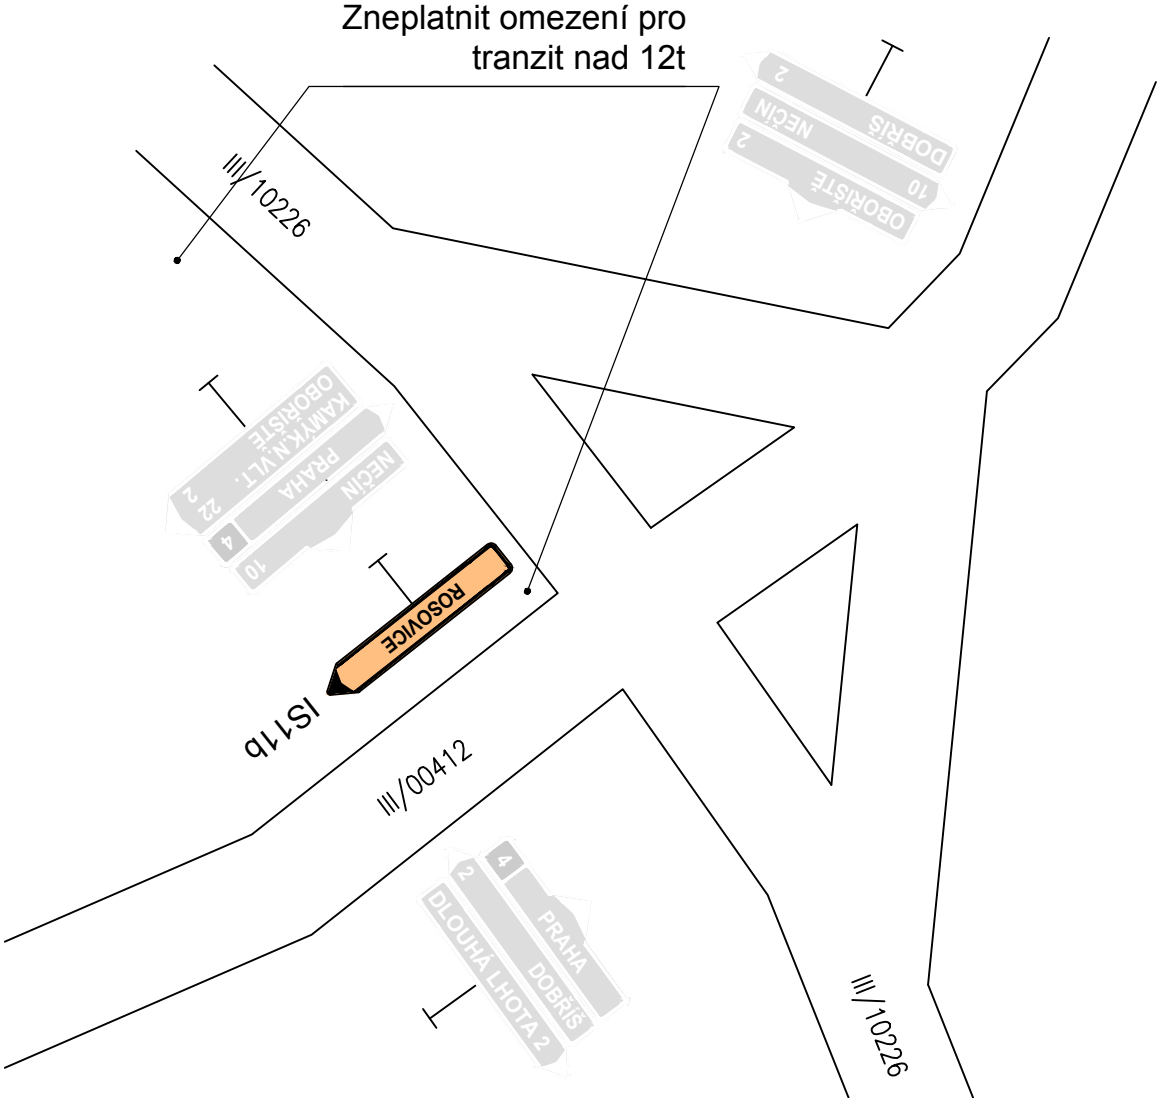 Zneplatnit omezení pro
tranzit nad 12t
III/10226
2
DOBŘÍŠ
NEČÍN
10
2
OBOŘIŠTĚ
OBOŘIŠTĚ
2
KAMÝK.N.VLT.
22
PRAHA
4
NEČÍN
10
ROSOVICE
IS11b
III/00412
4
PRAHA
2
DOBŘÍŠ
DLOUHÁ LHOTA 2
III/10226